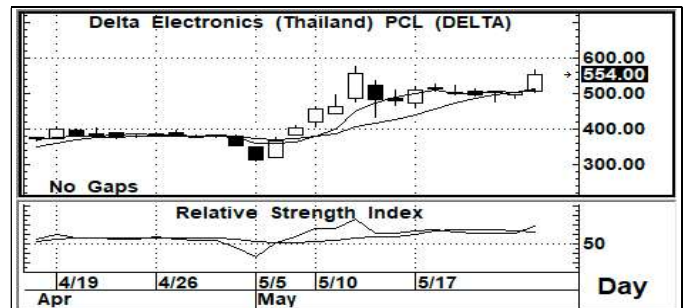 Delta Electronics (Thailand) PCL (DELTA)
600.00
554.00
500.00
400.00
300.00
No Gaps
Relative Strength Index
50
4/19 4/26 5/5 5/10 5/17
Apr May
Day